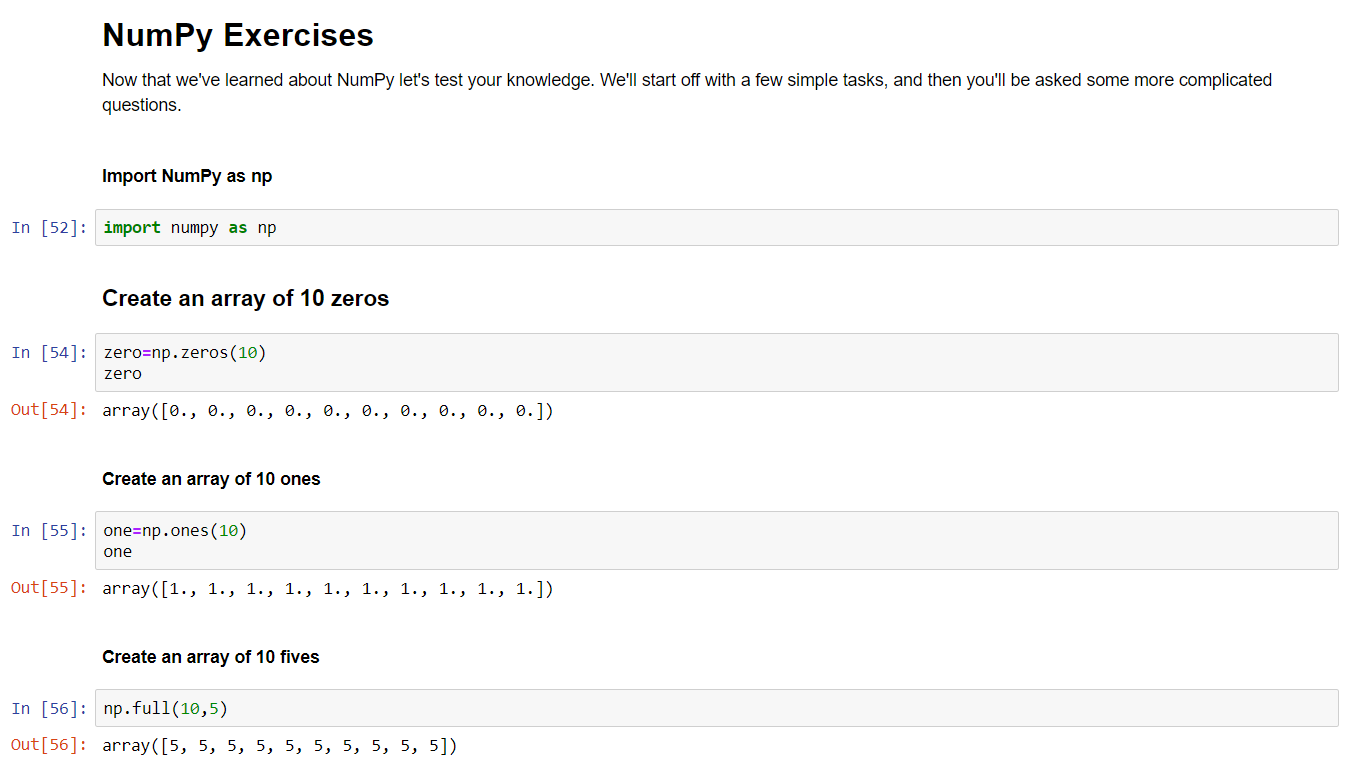 NumPy Exercises
Now that we've learned about NumPy let's test your knowledge. We'll start off with a few simple tasks, and then you'll be asked some more complicated
questions.
Import NumPy as np
In [52]: import numpy as np
Create an array of 10 zeros
In [54]: zero=np.zeros(10)
zero
Out[54]: array([0., 0., 0., 0., 0., 0., 0., 0., 0., 0.])
Create an array of 10 ones
In [55]: one=np.ones(10)
one
Out[55]: array([1., 1., 1., 1., 1., 1., 1., 1., 1., 1.])
Create an array of 10 fives
In [56]: np.full(10,5)
Out[56]: array([5, 5, 5, 5, 5, 5, 5, 5, 5, 5])